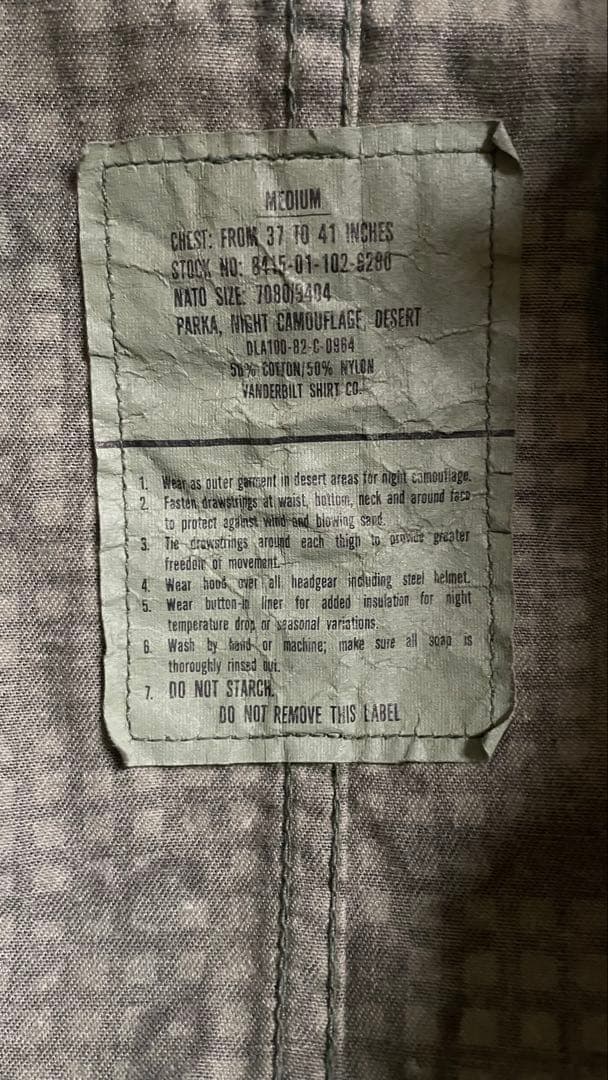 MEDIUM
CHEST: FROM 37 TO 41 INCHES
STOCK NO: 8415-01-102-6280
NATO SIZE: 7080/9404
PARKA, NIGHT CAMOUFLAGE, DESERT
DLA100-82-C-0964
50% COTTON/50% NYLON
VANDERBILT SHIRT CO.
1. Wear as outer garment in desert areas for night camouflage.
2. Fasten drawstrings at waist, bottom, neck and around face
to protect against wind and blowing sand.
3. Tie drawstrings around each thigh to provide greater
freedom of movement.
4. Wear hood over all headgear including steel helmet.
5. Wear button-in liner for added insulation for night
temperature drop or seasonal variations.
6. Wash by hand or machine; make sure all soap is
thoroughly rinsed out.
7. DO NOT STARCH.
DO NOT REMOVE THIS LABEL